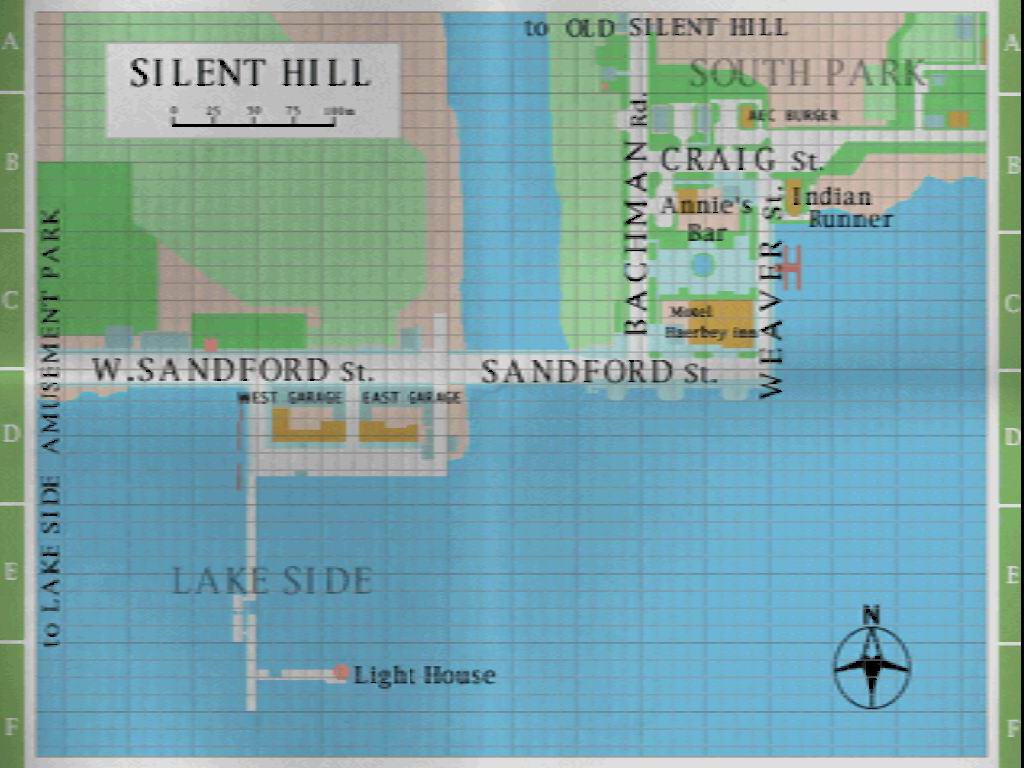 to OLD SILENT HILL
A
A
SILENT HILL
SOUTH PARK
0 25 50 75 100m
BACHMAN Rd.
AEC BURGER
B
B
CRAIG St.
Annie's
Bar
Indian
Runner
WEAVER St.
C
C
Motel
Haerbey Inn
to LAKE SIDE AMUSEMENT PARK
W.SANDFORD St.
SANDFORD St.
WEST GARAGE
EAST GARAGE
D
D
E
E
LAKE SIDE
N
Light House
F
F